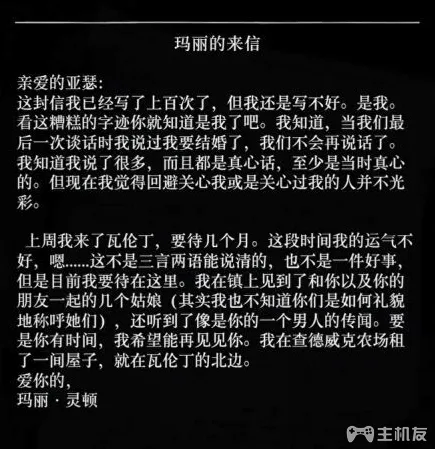 玛丽的来信
亲爱的亚瑟:
这封信我已经写了上百次了，但我还是写不好。是我。
看这糟糕的字迹你就知道是我了吧。我知道，当我们最
后一次谈话时我说过我要结婚了，我们不会再说话了。
我知道我说了很多，而且都是真心话，至少是当时真心
的。但现在我觉得回避关心我或是关心过我的人并不光
彩。
上周我来了瓦伦丁，要待几个月。这段时间我的运气不
好，嗯......这不是三言两语能说清的，也不是一件好事，
但是目前我要待在这里。我在镇上见到了和你以及你的
朋友一起的几个姑娘（其实我也不知道你们是如何礼貌
地称呼她们），还听到了像是你的一个男人的传闻。要
是你有时间，我希望能再见见你。我在查德威克农场租
了一间屋子，就在瓦伦丁的北边。
爱你的，
玛丽·灵顿
主机友